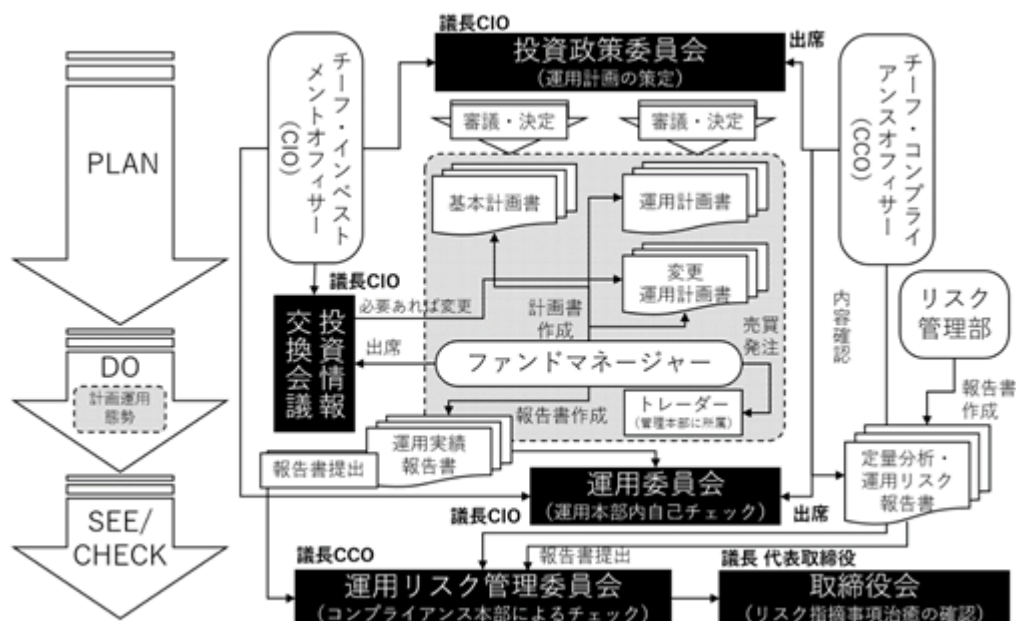 議長CIO
投資政策委員会
(運用計画の策定)
出席
チーフ・インベスト
メントオフィサー
(CIO)
チーフ・コンプライ
アンスオフィサー
(CCO)
PLAN
審議・決定
審議・決定
基本計画書
運用計画書
変更
運用計画書
議長CIO
投資情報
交換会議
必要あれば変更
計画書
作成
売買
発注
内容確認
リスク
管理部
DO
計画運用
態勢
出席
ファンドマネージャー
報告書作成
トレーダー
(管理本部に所属)
報告書
作成
運用実績
報告書
報告書提出
定量分析・
運用リスク
報告書
SEE/
CHECK
運用委員会
(運用本部内自己チェック)
議長CIO
出席
議長CCO
報告書提出
議長 代表取締役
運用リスク管理委員会
(コンプライアンス本部によるチェック)
取締役会
(リスク指摘事項治癒の確認)